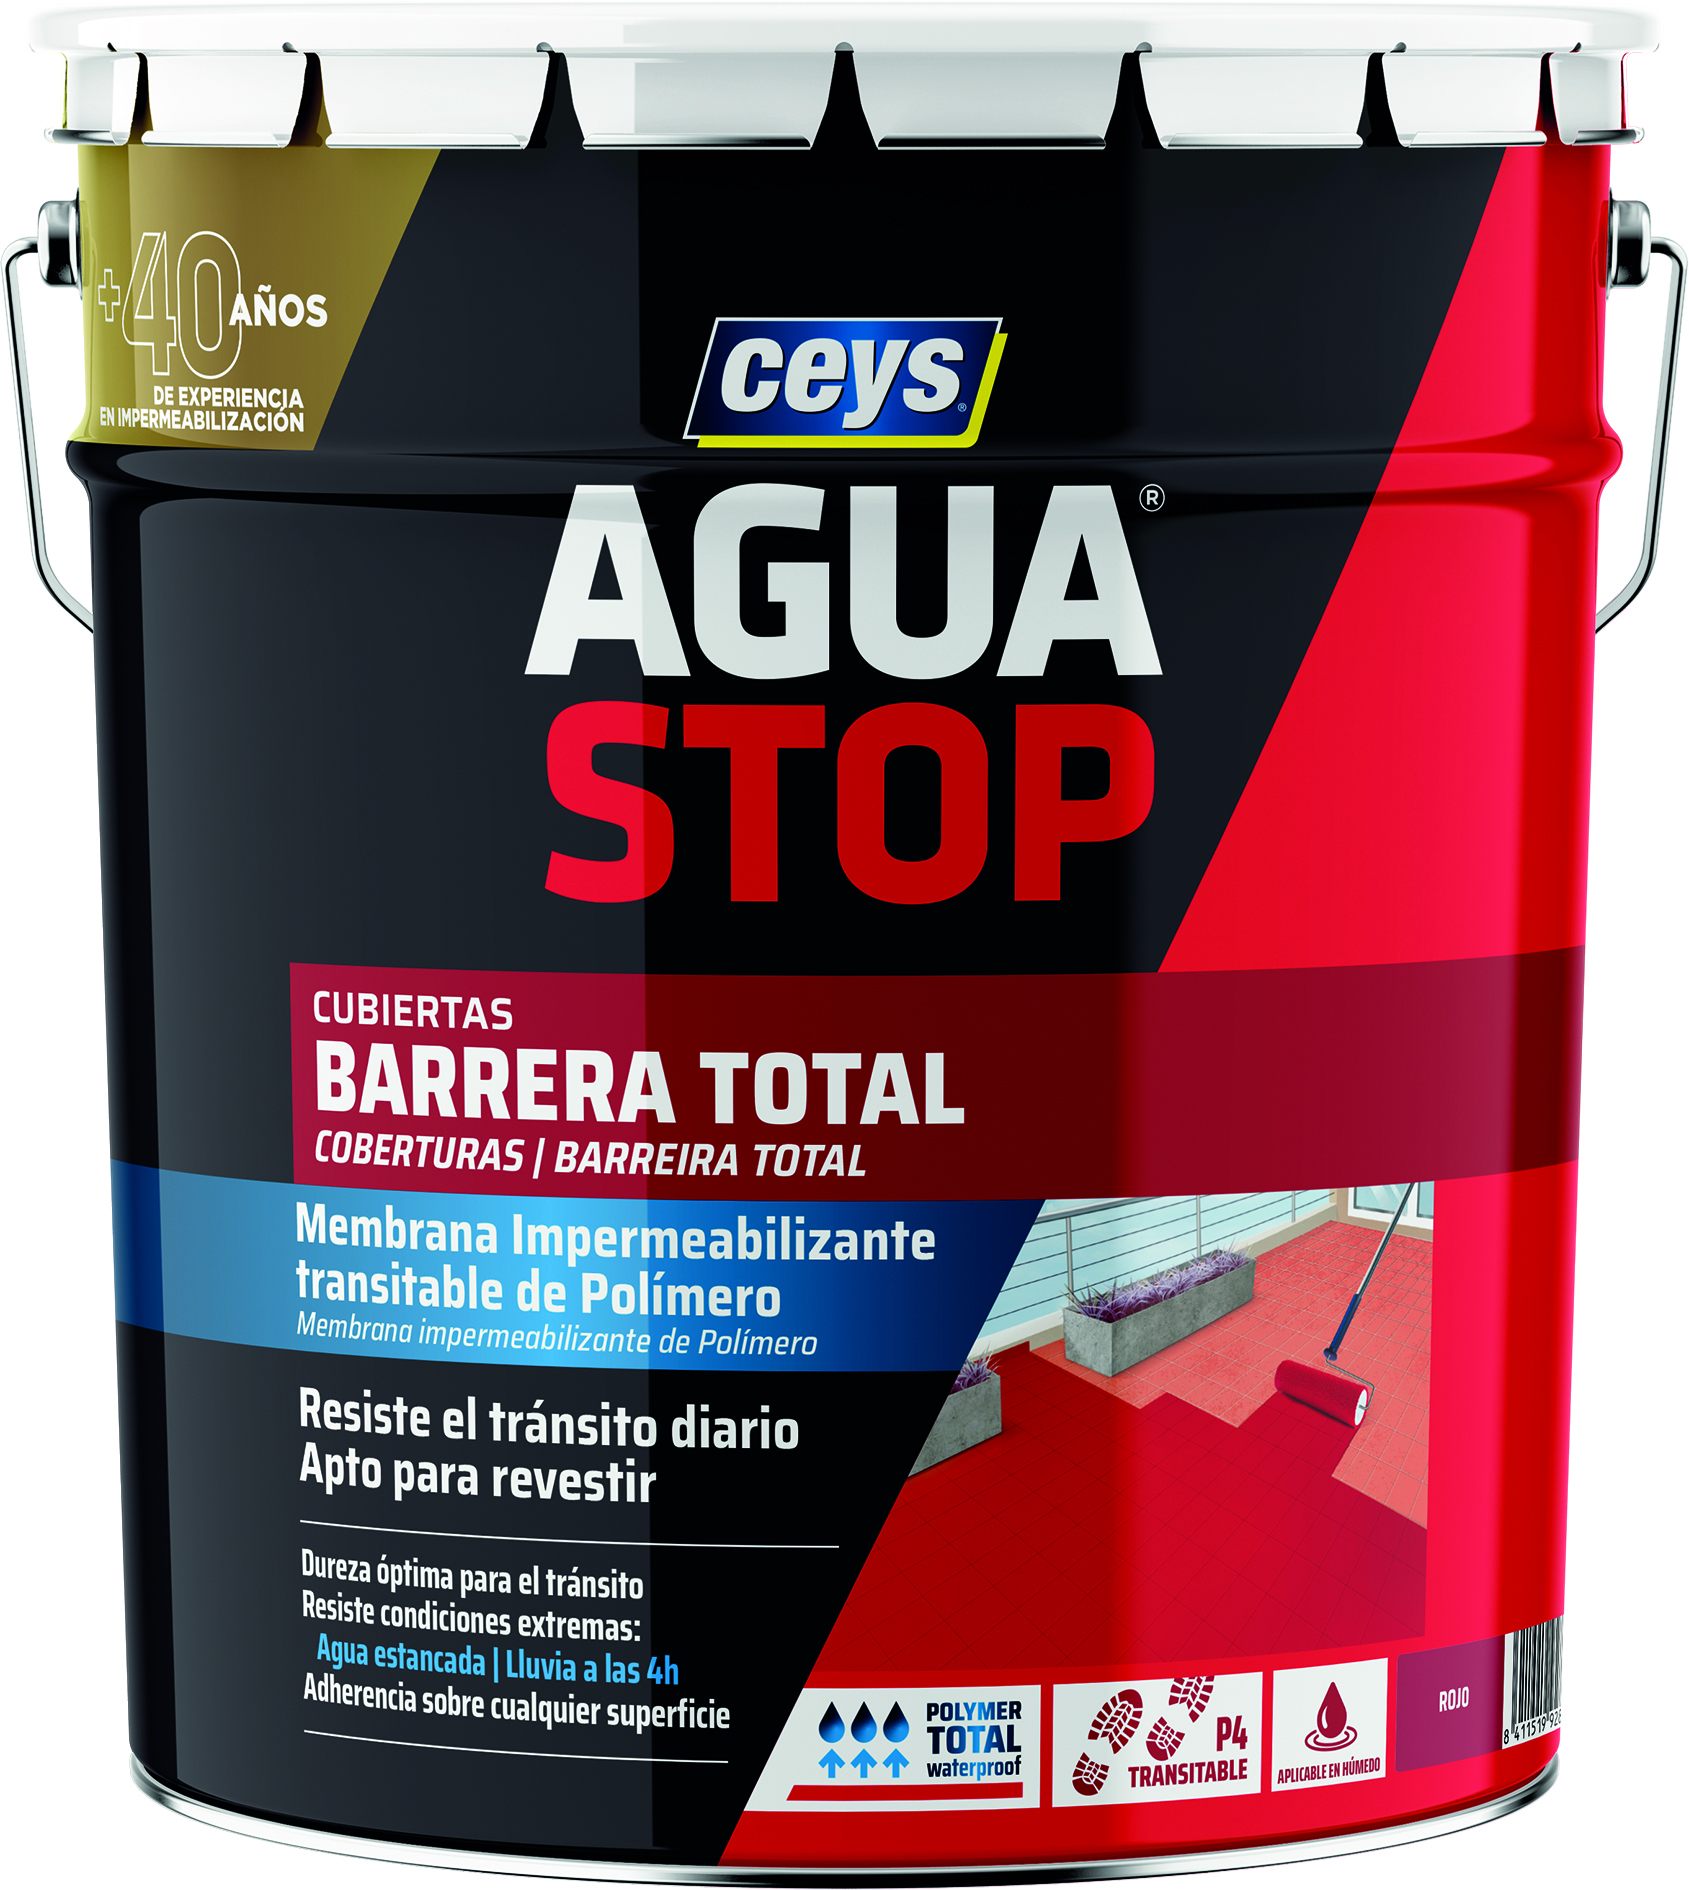 +40 AÑOS
DE EXPERIENCIA
EN IMPERMEABILIZACIÓN
ceys®
AGUA®
STOP
CUBIERTAS
BARRERA TOTAL
COBERTURAS | BARREIRA TOTAL
Membrana Impermeabilizante
transitable de Polímero
Membrana impermeabilizante de Polímero
Resiste el tránsito diario
Apto para revestir
Dureza óptima para el tránsito
Resiste condiciones extremas:
Agua estancada | Lluvia a las 4h
Adherencia sobre cualquier superficie
POLYMER
TOTAL
waterproof
P4
TRANSITABLE
APLICABLE EN HÚMEDO
ROJO
8 411519 928